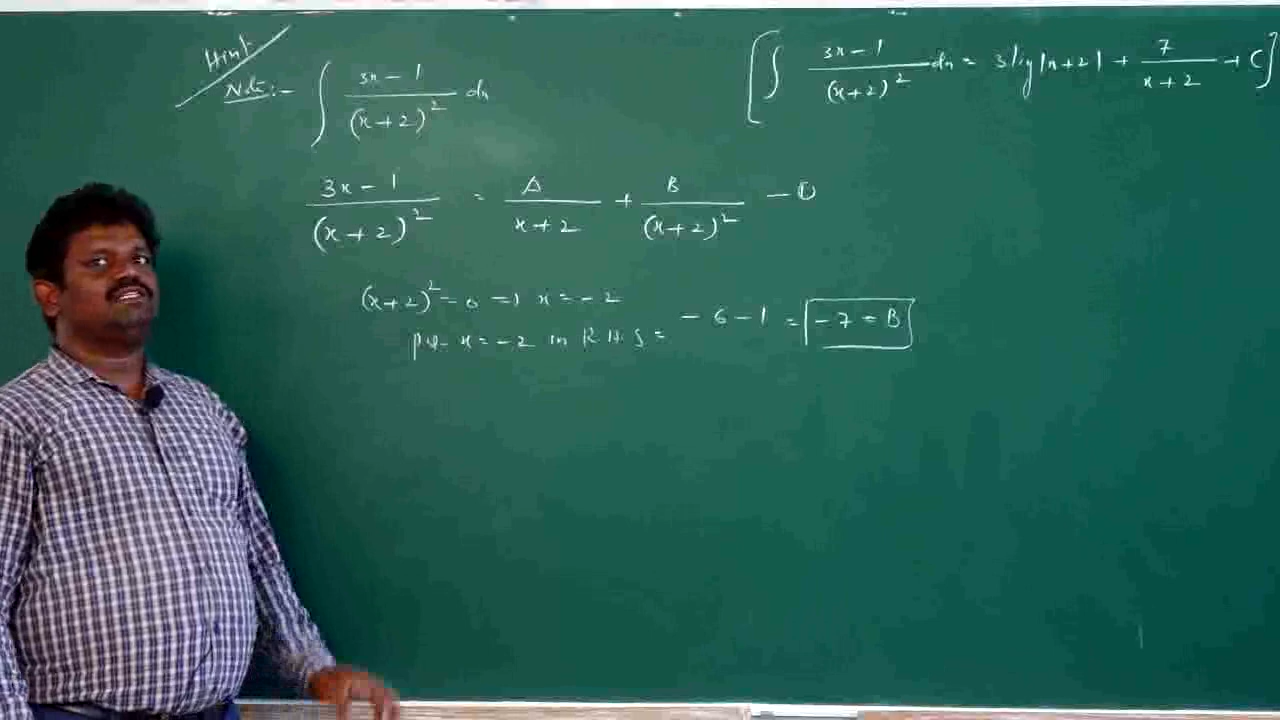 Hint
Note:- ∫ 3x-1/(x+2)² dx
[∫ 3x-1/(x+2)² dx = 3 log|x+2| + 7/x+2 + C]
3x-1/(x+2)² = A/x+2 + B/(x+2)² - ①
(x+2)² = 0 ⇒ x = -2
put x = -2 in R.H.S = -6-1 = -7 = B